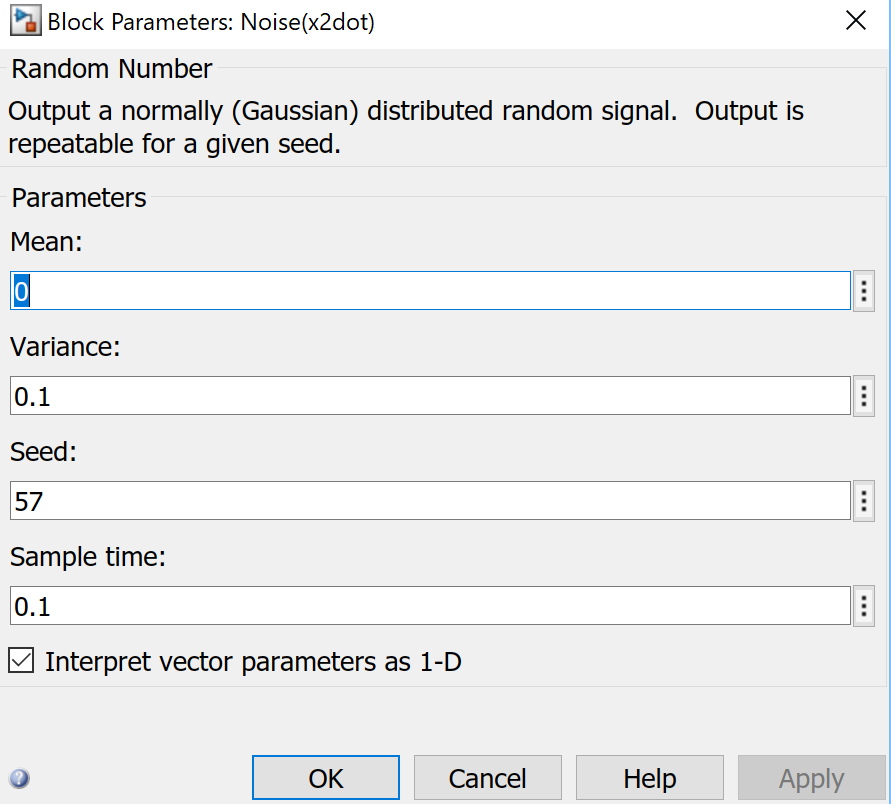 Block Parameters: Noise(x2dot)
Random Number
Output a normally (Gaussian) distributed random signal.  Output is
repeatable for a given seed.
Parameters
Mean:
0
Variance:
0.1
Seed:
57
Sample time:
0.1
Interpret vector parameters as 1-D
OK Cancel Help Apply